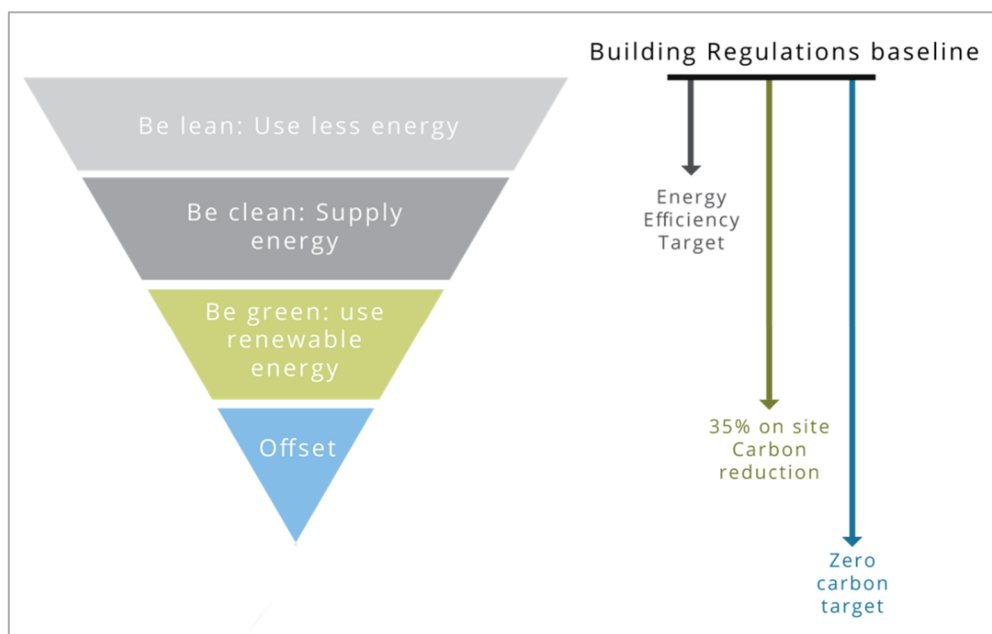 Building Regulations baseline
Be lean: Use less energy
Be clean: Supply
energy
Be green: use
renewable
energy
Offset
Energy
Efficiency
Target
35% on site
Carbon
reduction
Zero
carbon
target